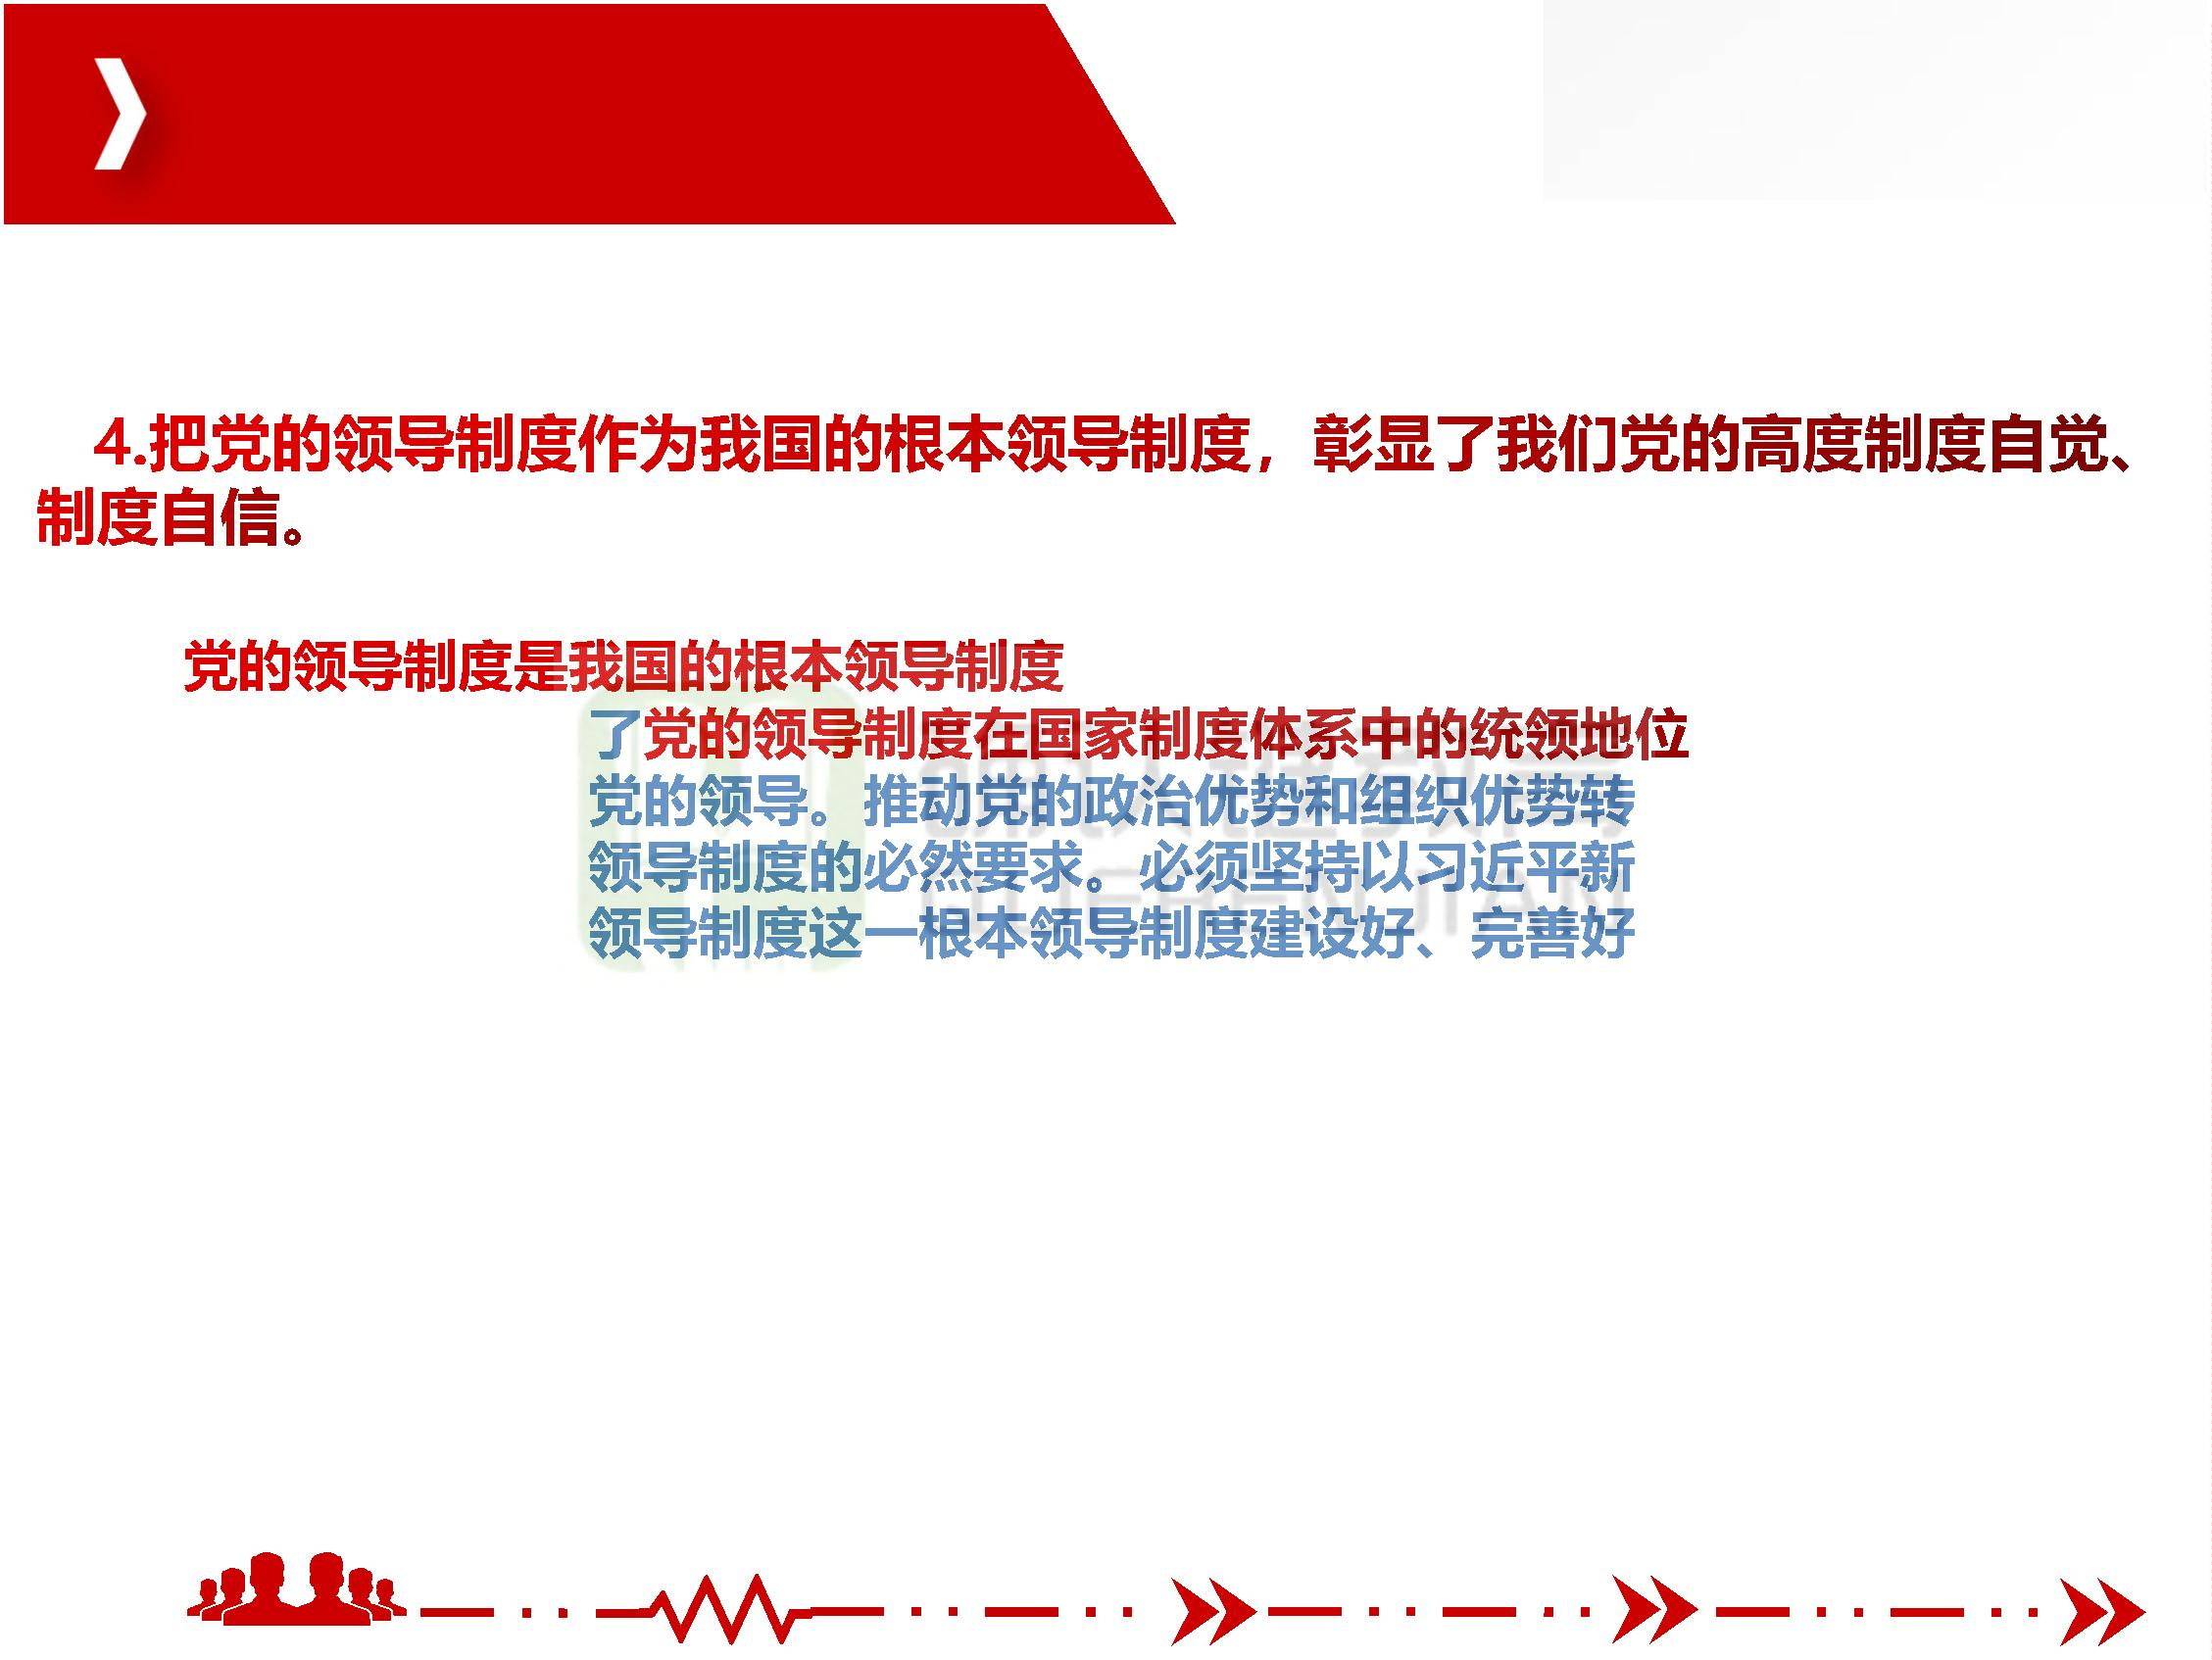 4.把党的领导制度作为我国的根本领导制度，彰显了我们党的高度制度自觉、
制度自信。
党的领导制度是我国的根本领导制度
了党的领导制度在国家制度体系中的统领地位
党的领导。推动党的政治优势和组织优势转
领导制度的必然要求。必须坚持以习近平新
领导制度这一根本领导制度建设好、完善好